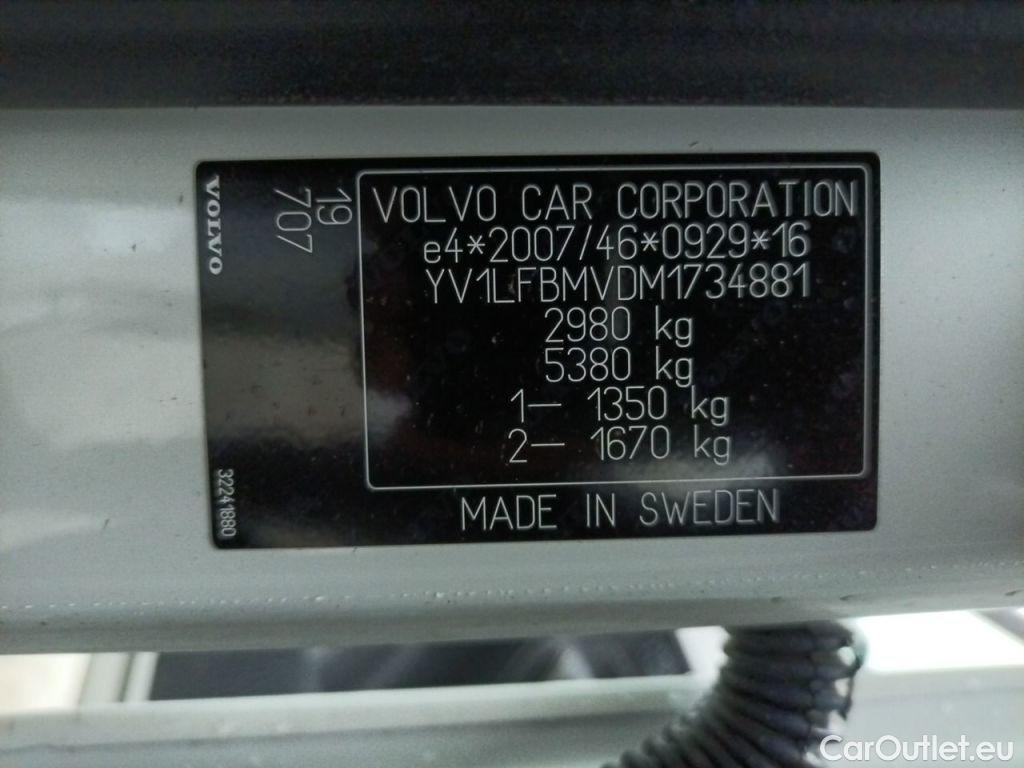 VOLVO
19
707
32241880
VOLVO CAR CORPORATION
e4*2007/46*0929*16
YV1LFBMVDM1734881
2980 kg
5380 kg
1— 1350 kg
2— 1670 kg
MADE IN SWEDEN
CarOutlet.eu